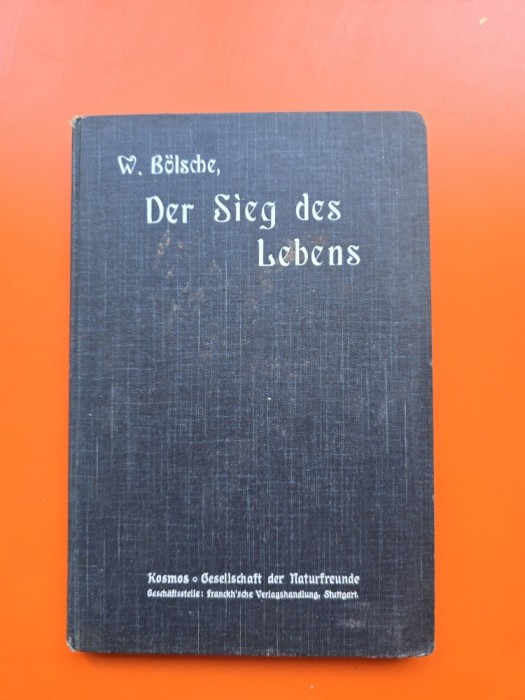 W. Bölsche,
Der Sieg des
Lebens
Kosmos ⋄ Gesellschaft der Naturfreunde
Geschäftsstelle: Franckh'sche Verlagshandlung, Stuttgart.